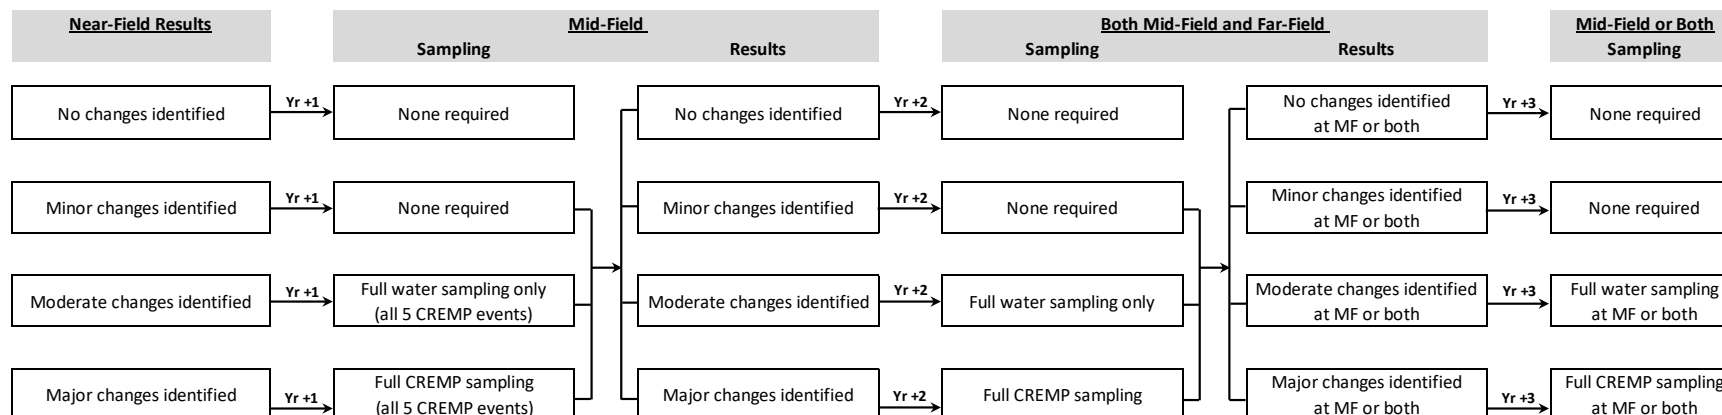 Near-Field Results
Mid-Field
Both Mid-Field and Far-Field
Mid-Field or Both
Sampling
Results
Sampling
Results
Sampling
No changes identified
Yr +1
None required
No changes identified
Yr +2
None required
No changes identified
at MF or both
Yr +3
None required
Minor changes identified
Yr +1
None required
Minor changes identified
Yr +2
None required
Minor changes identified
at MF or both
Yr +3
None required
Moderate changes identified
Yr +1
Full water sampling only
(all 5 CREMP events)
Moderate changes identified
Yr +2
Full water sampling only
Moderate changes identified
at MF or both
Yr +3
Full water sampling
at MF or both
Major changes identified
Yr +1
Full CREMP sampling
(all 5 CREMP events)
Major changes identified
Yr +2
Full CREMP sampling
Major changes identified
at MF or both
Yr +3
Full CREMP sampling
at MF or both